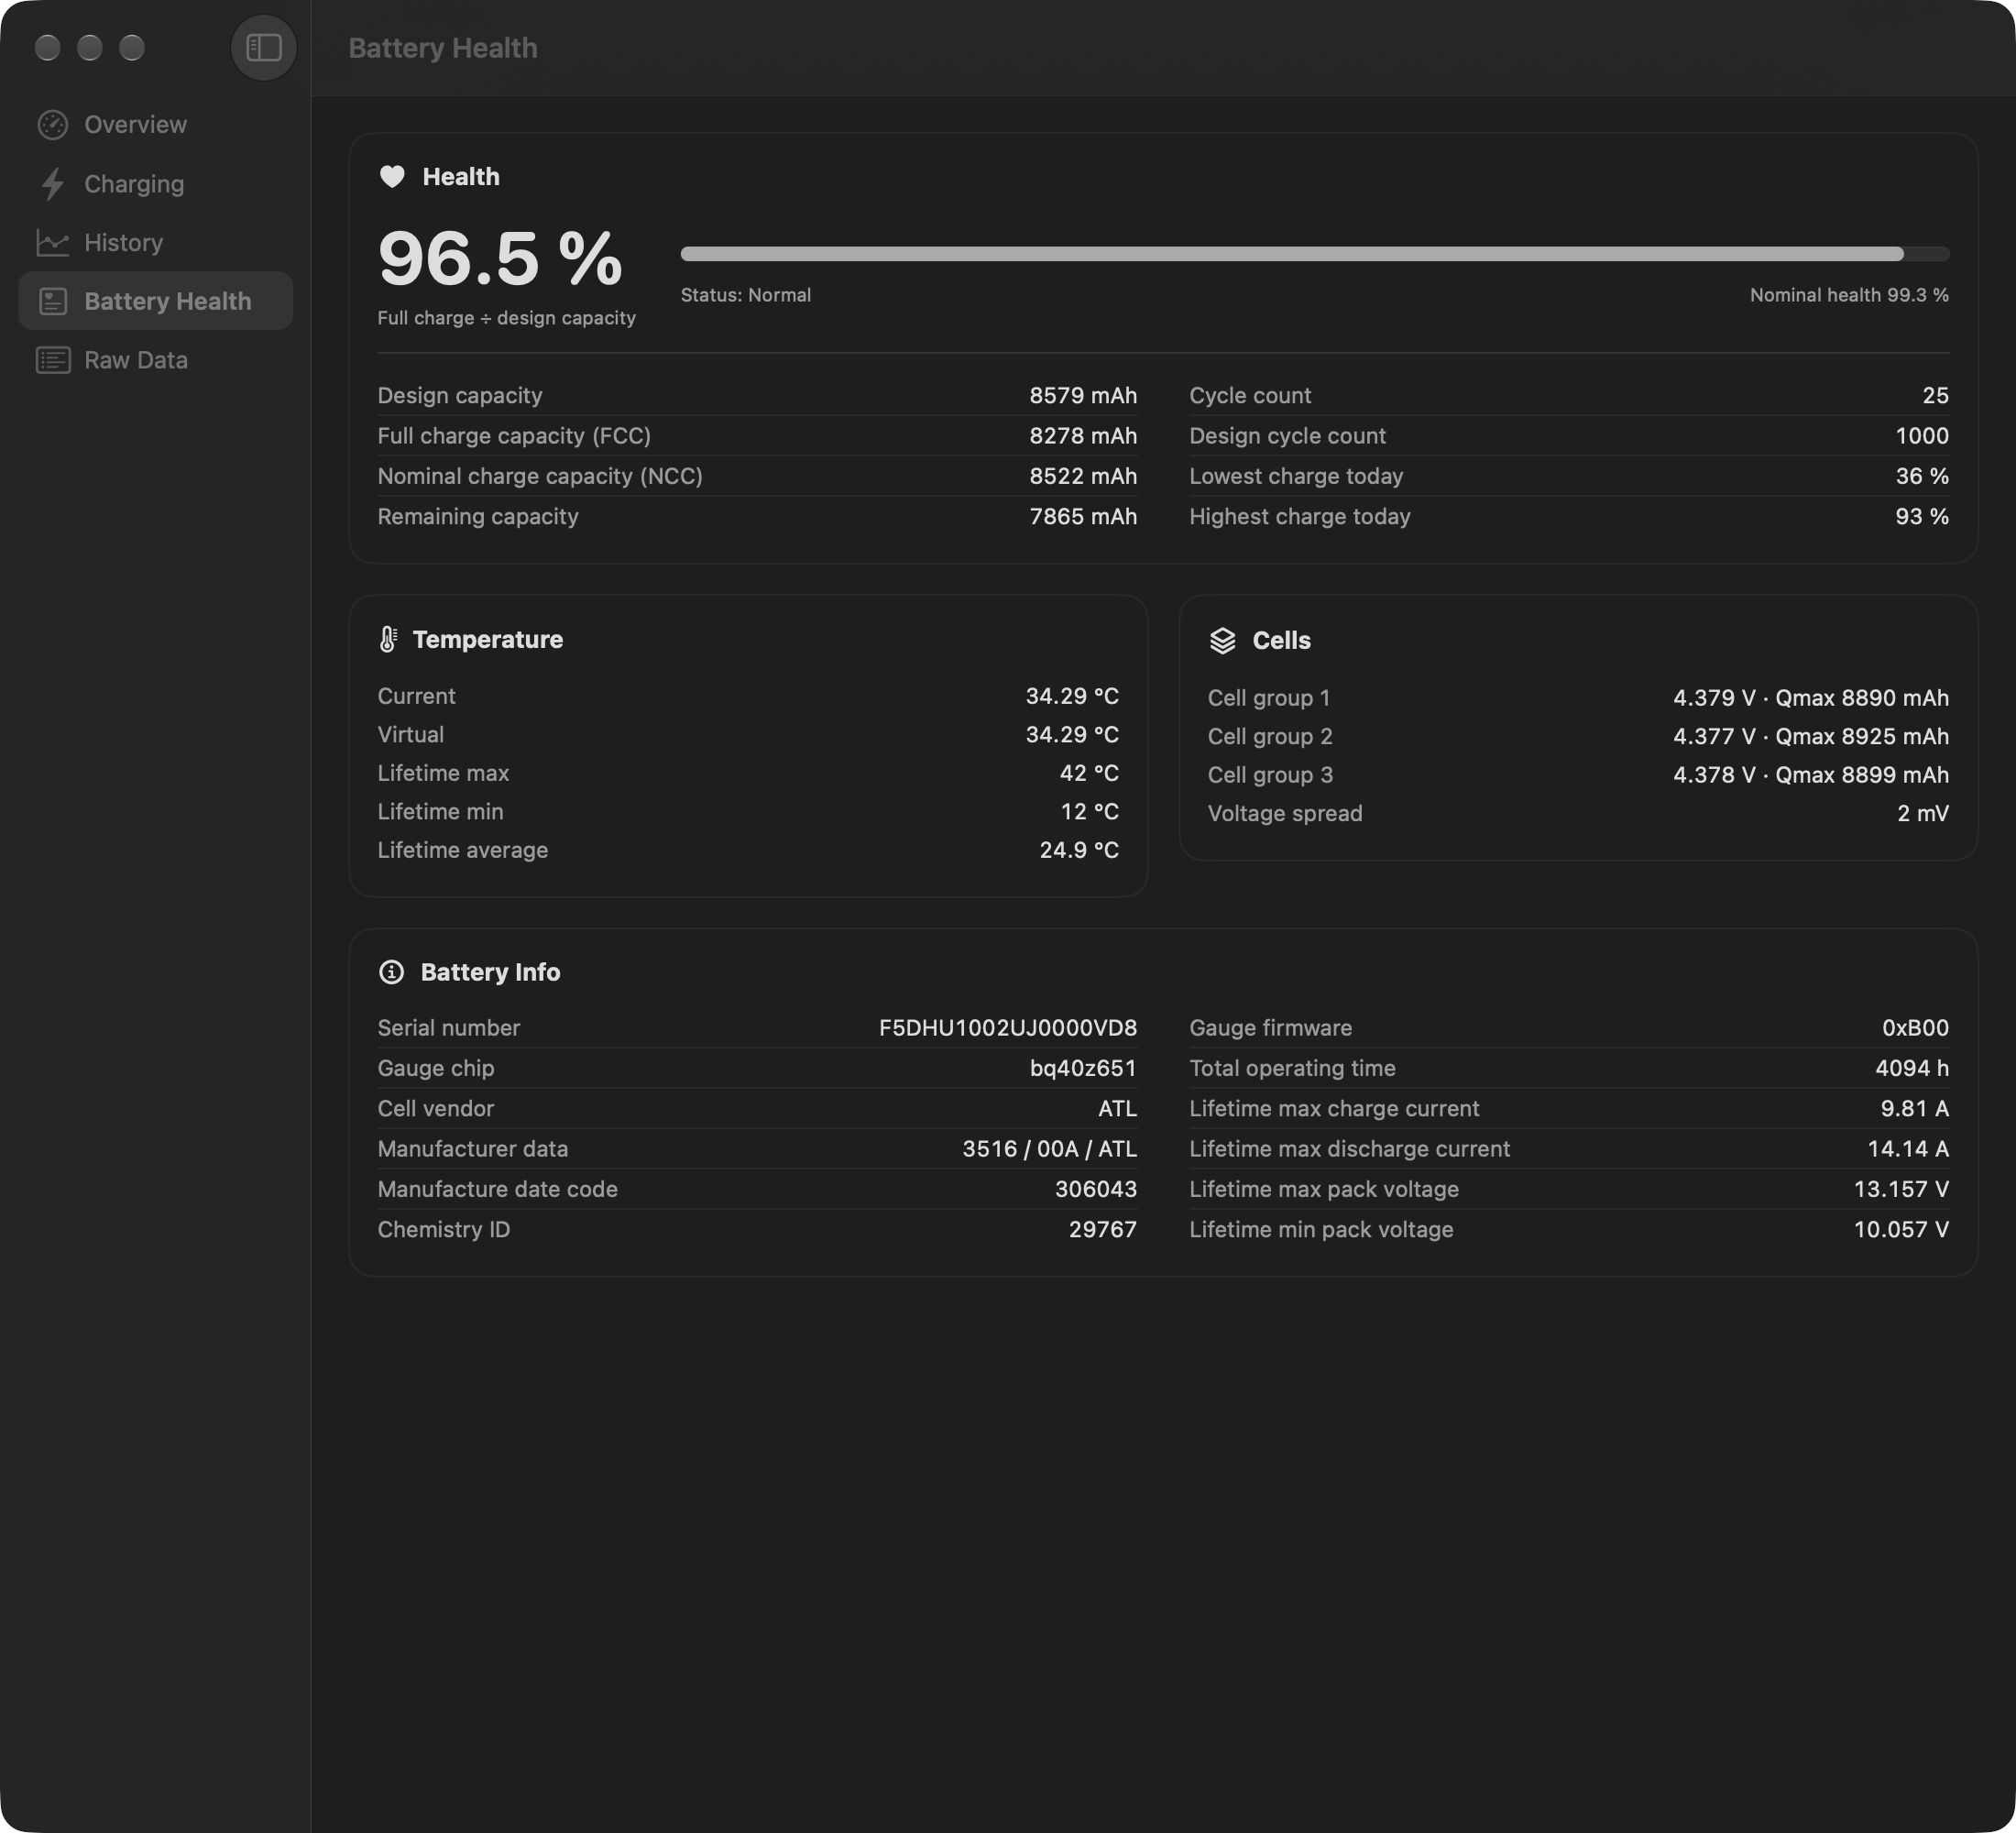 Battery Health
Overview
Charging
History
Battery Health
Raw Data
Health
96.5 %
Full charge ÷ design capacity
Status: Normal
Nominal health 99.3 %
Design capacity 8579 mAh
Full charge capacity (FCC) 8278 mAh
Nominal charge capacity (NCC) 8522 mAh
Remaining capacity 7865 mAh
Cycle count 25
Design cycle count 1000
Lowest charge today 36 %
Highest charge today 93 %
Temperature
Current 34.29 °C
Virtual 34.29 °C
Lifetime max 42 °C
Lifetime min 12 °C
Lifetime average 24.9 °C
Cells
Cell group 1 4.379 V · Qmax 8890 mAh
Cell group 2 4.377 V · Qmax 8925 mAh
Cell group 3 4.378 V · Qmax 8899 mAh
Voltage spread 2 mV
Battery Info
Serial number F5DHU1002UJ0000VD8
Gauge chip bq40z651
Cell vendor ATL
Manufacturer data 3516 / 00A / ATL
Manufacture date code 306043
Chemistry ID 29767
Gauge firmware 0xB00
Total operating time 4094 h
Lifetime max charge current 9.81 A
Lifetime max discharge current 14.14 A
Lifetime max pack voltage 13.157 V
Lifetime min pack voltage 10.057 V